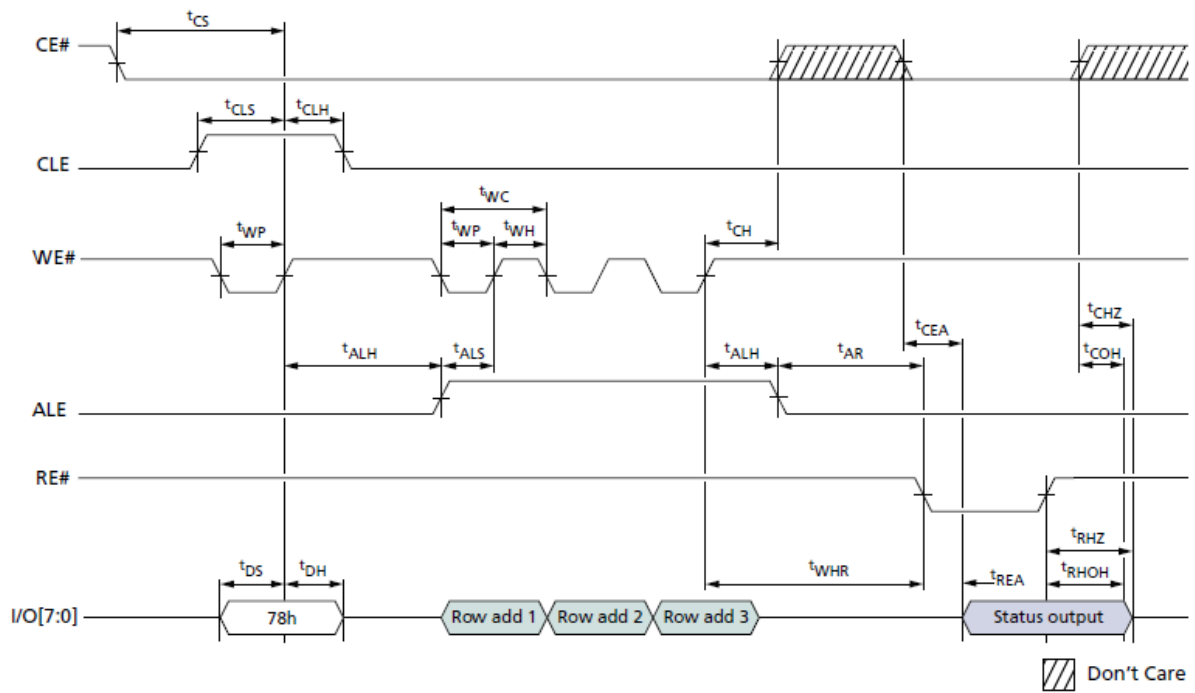 tCS
CE#
tCLS tCLH
CLE
tWC
tWP tWP tWH tCH
WE#
tCHZ
tCEA
tALH tALS tALH tAR tCOH
ALE
RE#
tRHZ
tDS tDH tWHR tREA tRHOH
I/O[7:0] 78h Row add 1 Row add 2 Row add 3 Status output
Don't Care